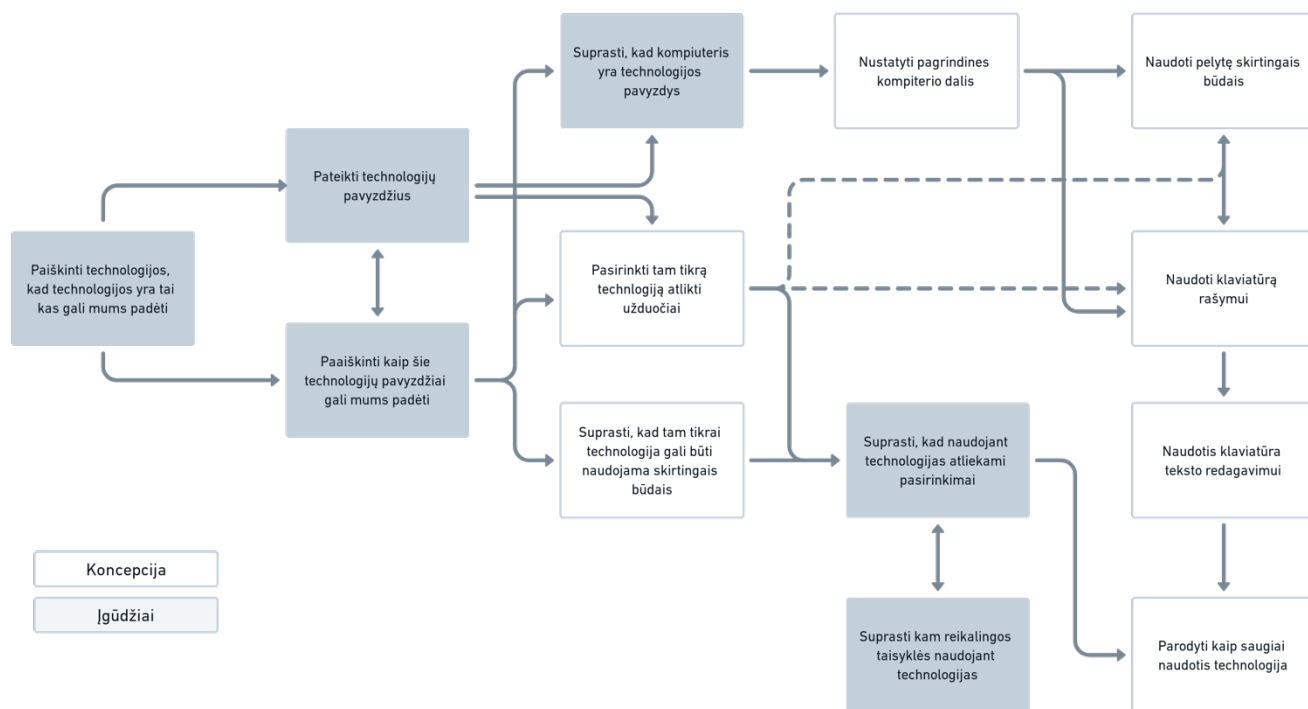 Paiškinti technologijos,
kad technologijos yra tai
kas gali mums padėti
Pateikti technologijų
pavyzdžius
Paaiškinti kaip šie
technologijų pavyzdžiai
gali mums padėti
Suprasti, kad kompiuteris
yra technologijos
pavyzdys
Pasirinkti tam tikrą
technlogiją atlikti
užduočiai
Suprasti, kad tam tikrai
technologija gali būti
naudojama skirtingais
būdais
Nustatyti pagrindines
kompiterio dalis
Suprasti, kad naudojant
technologijas atliekami
pasirinkimai
Suprasti kam reikalingos
taisyklės naudojant
technologijas
Naudoti pelytę skirtingais
būdais
Naudoti klaviatūrą
rašymui
Naudotis klaviatūra
teksto redagavimui
Parodyti kaip saugiai
naudotis technologija
Koncepcija
Įgūdžiai